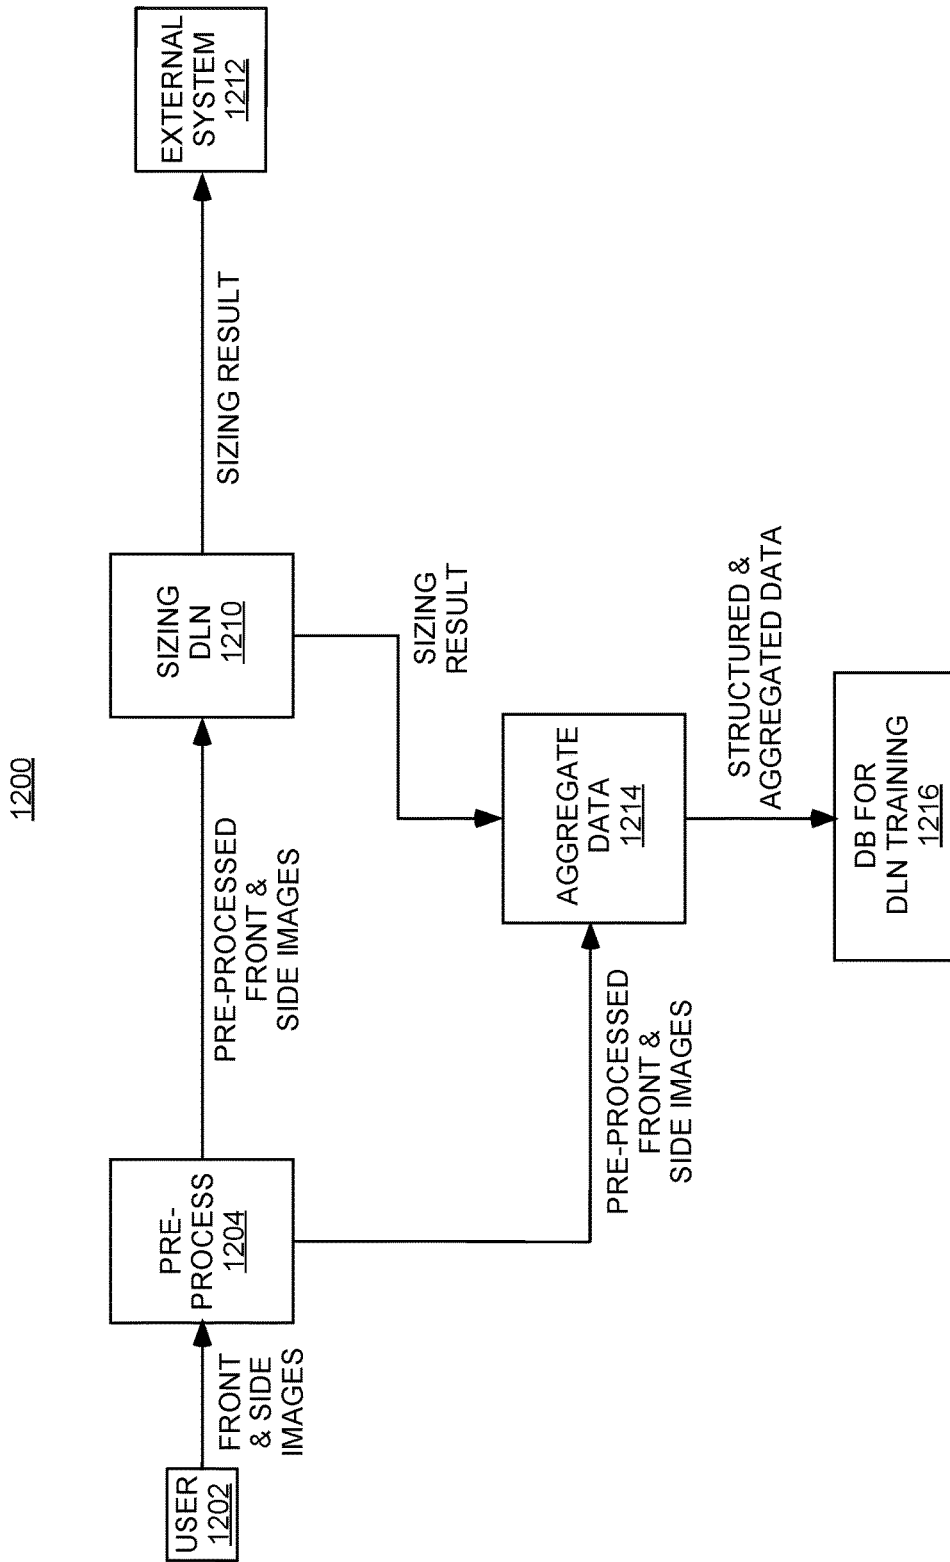 1200
USER
1202
FRONT
& SIDE
IMAGES
PRE-
PROCESS
1204
PRE-PROCESSED
FRONT &
SIDE IMAGES
SIZING
DLN
1210
SIZING RESULT
EXTERNAL
SYSTEM
1212
PRE-PROCESSED
FRONT &
SIDE IMAGES
SIZING
RESULT
AGGREGATE
DATA
1214
STRUCTURED &
AGGREGATED DATA
DB FOR
DLN TRAINING
1216